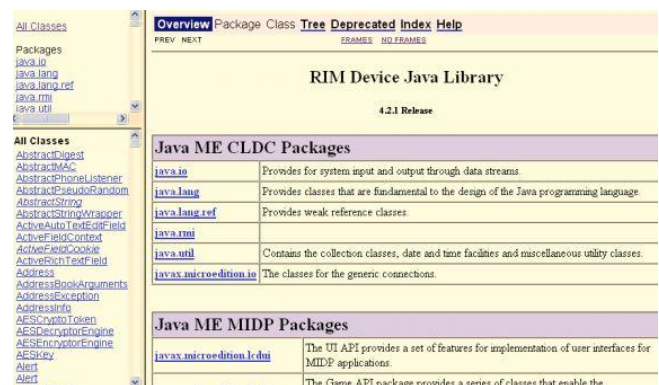 All Classes
Packages
java.io
java.lang
java.lang.ref
java.rmi
java.util
All Classes
AbstractDigest
AbstractMAC
AbstractPhoneListener
AbstractPseudoRandom
AbstractString
AbstractStringWrapper
ActiveAutoTextEditField
ActiveFieldContext
ActiveFieldCookie
ActiveRichTextField
Address
AddressBookArguments
AddressException
AddressInfo
AESCryptoToken
AESDecryptorEngine
AESEncryptorEngine
AESKey
Alert
Alert
Overview Package Class Tree Deprecated Index Help
PREV NEXT FRAMES NO FRAMES
RIM Device Java Library
4.2.1 Release
Java ME CLDC Packages
java.io Provides for system input and output through data streams.
java.lang Provides classes that are fundamental to the design of the Java programming language.
java.lang.ref Provides weak reference classes.
java.rmi
java.util Contains the collection classes, date and time facilities and miscellaneous utility classes.
javax.microedition.io The classes for the generic connections.
Java ME MIDP Packages
javax.microedition.lcdui The UI API provides a set of features for implementation of user interfaces for
MIDP applications.
The Game API package provides a series of classes that enable the